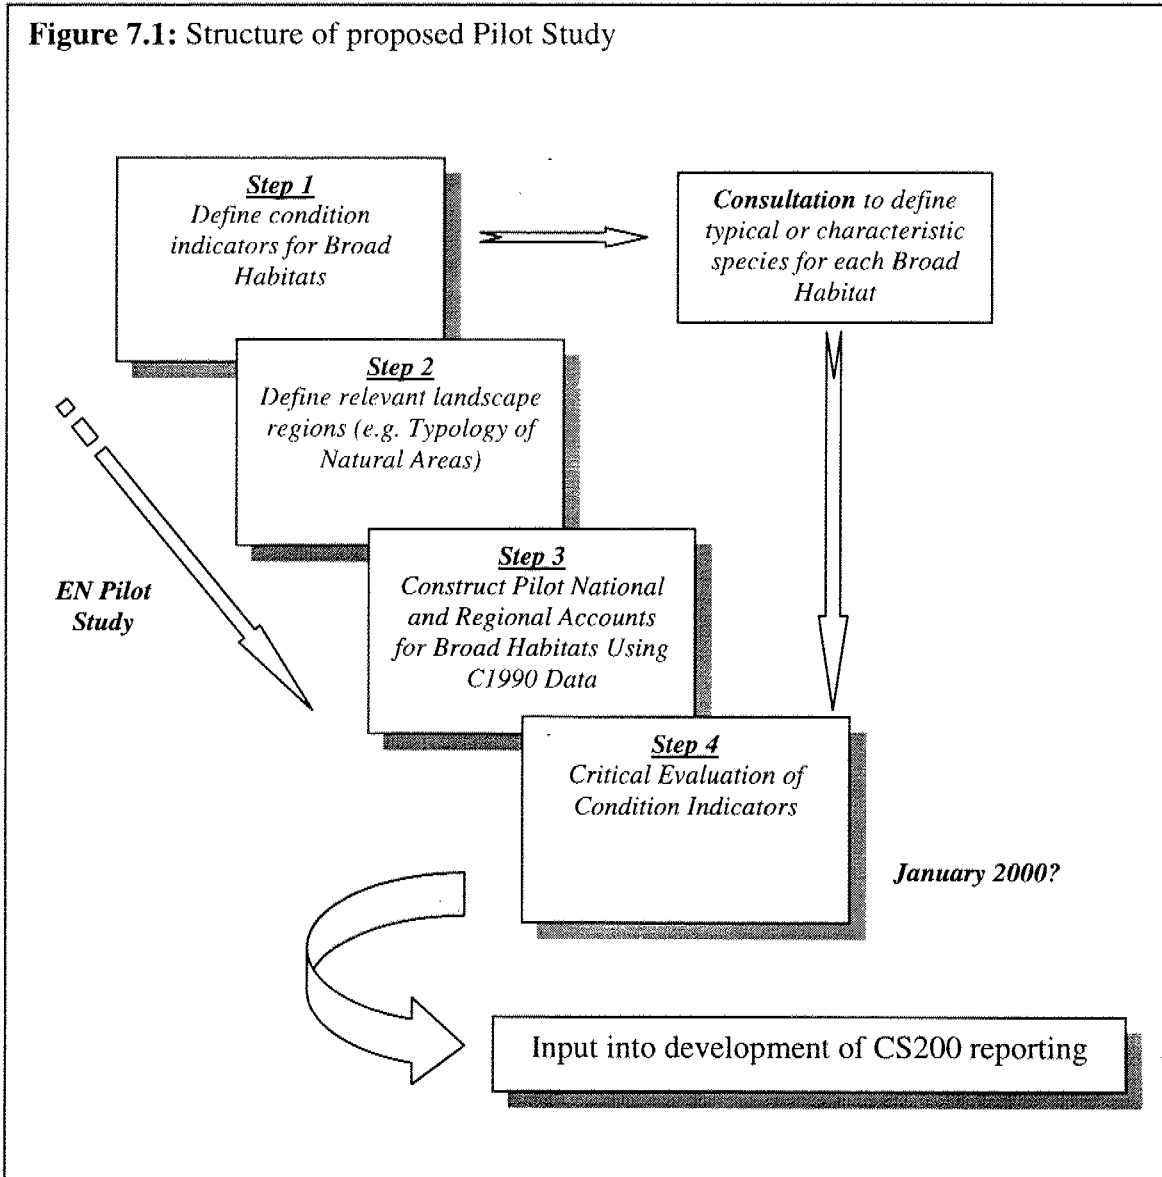 Figure 7.1: Structure of proposed Pilot Study
Step 1
Define condition
indicators for Broad
Habitats
Consultation to define
typical or characteristic
species for each Broad
Habitat
Step 2
Define relevant landscape
regions (e.g. Typology of
Natural Areas)
EN Pilot
Study
Step 3
Construct Pilot National
and Regional Accounts
for Broad Habitats Using
C1990 Data
Step 4
Critical Evaluation of
Condition Indicators
January 2000?
Input into development of CS200 reporting